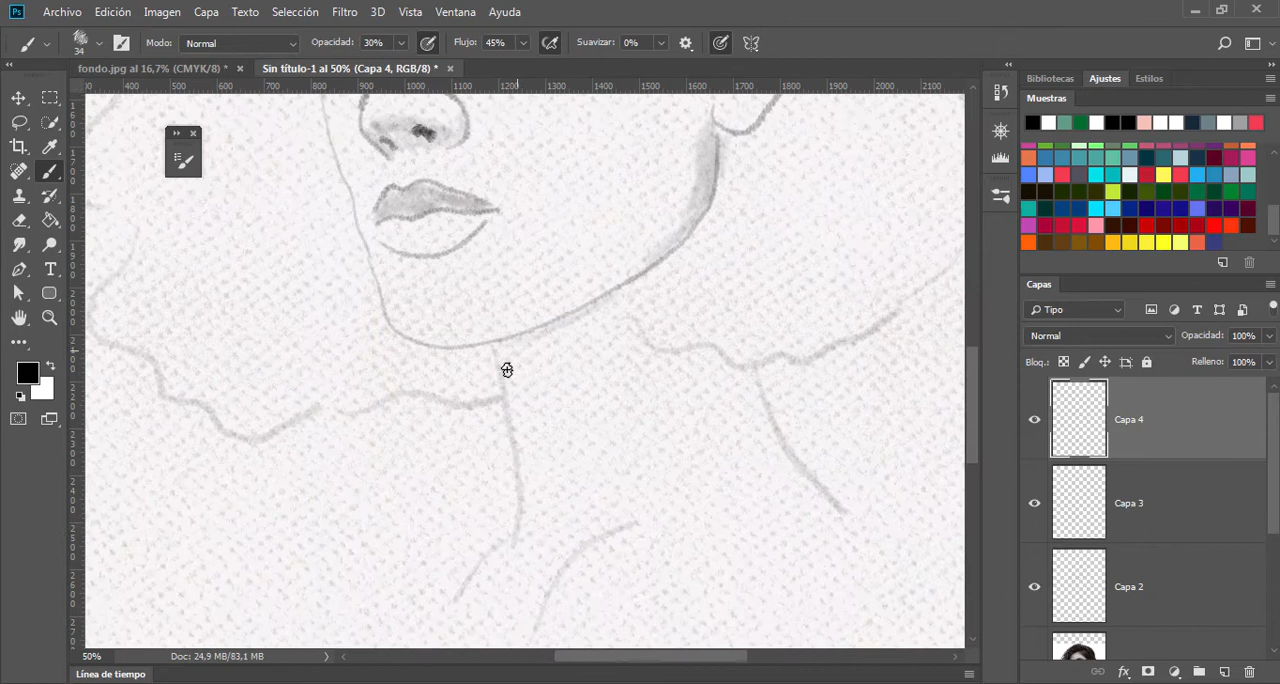 Ps Archivo Edición Imagen Capa Texto Selección Filtro 3D Vista Ventana Ayuda
34 Modo: Normal Opacidad: 30% Flujo: 45% Suavizar: 0%
fondo.jpg al 16,7% (CMYK/8) * × Sin título-1 al 50% (Capa 4, RGB/8) * ×
400 500 600 700 800 900 1000 1100 1200 1300 1400 1500 1600 1700 1800 1900 2000 2100
Bibliotecas Ajustes Estilos
Muestras
Capas
Tipo
Normal Opacidad: 100%
Bloq.: Relleno: 100%
Capa 4
Capa 3
Capa 2
50% Doc: 24,9 MB/83,1 MB
Línea de tiempo